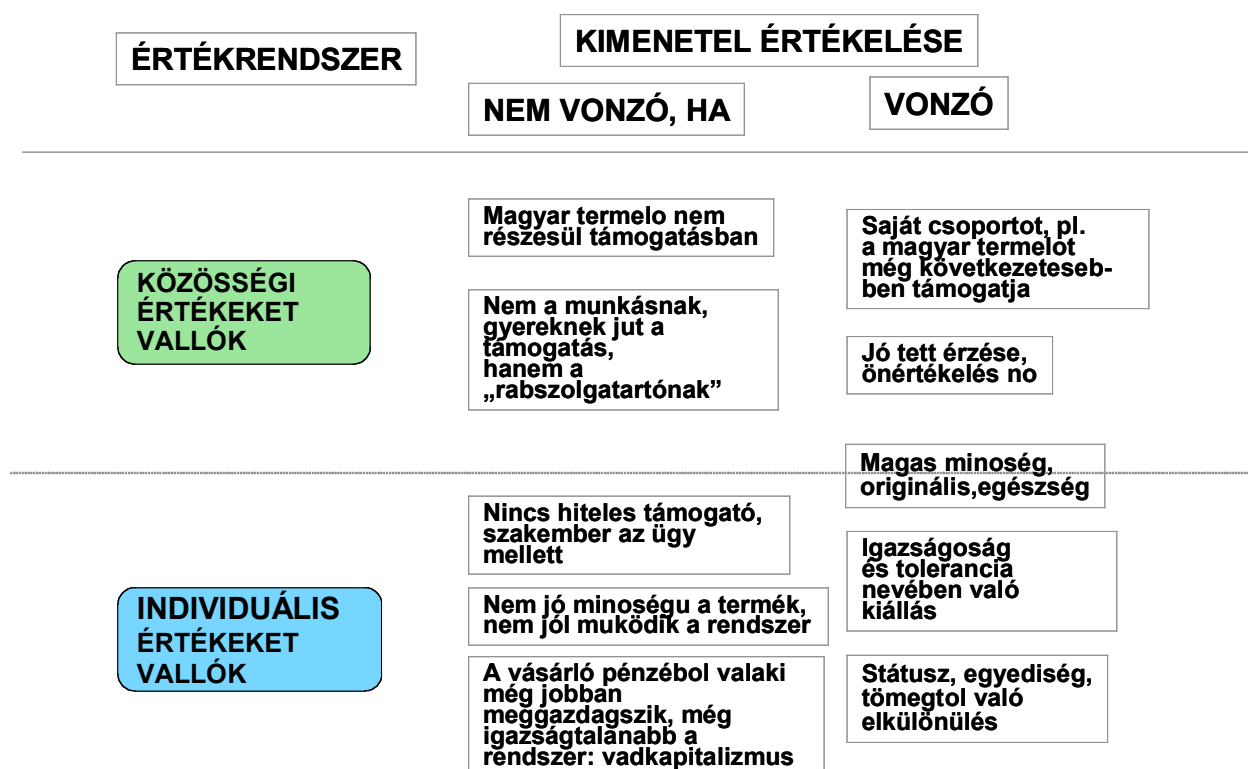 ÉRTÉKRENDSZER
KIMENETEL ÉRTÉKELÉSE
NEM VONZÓ, HA
VONZÓ
KÖZÖSSÉGI
ÉRTÉKEKET
VALLÓK
Magyar termelo nem
részesül támogatásban
Nem a munkásnak,
gyereknek jut a
támogatás,
hanem a
„rabszolgatartónak”
Saját csoportot, pl.
a magyar termelot
még következeteseb-
ben támogatja
Jó tett érzése,
önértékelés no
Magas minoség,
originális,egészség
INDIVIDUÁLIS
ÉRTÉKEKET
VALLÓK
Nincs hiteles támogató,
szakember az ügy
mellett
Nem jó minoségu a termék,
nem jól muködik a rendszer
A vásárló pénzébol valaki
még jobban
meggazdagszik, még
igazságtalanabb a
rendszer: vadkapitalizmus
Igazságoság
és tolerancia
nevében való
kiállás
Státusz, egyediség,
tömegtol való
elkülönülés